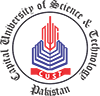 Capital University of Science & Technology
CUST
Pakistan